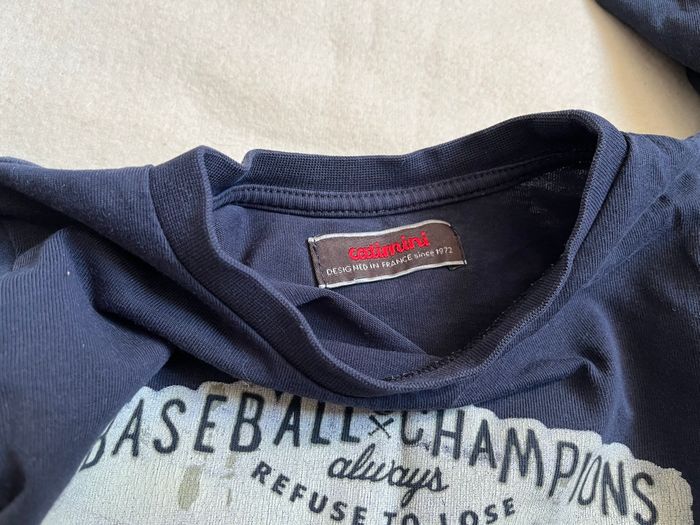 catimini
DESIGNED IN FRANCE since 1972
BASEBALL CHAMPIONS
always
REFUSE TO LOSE